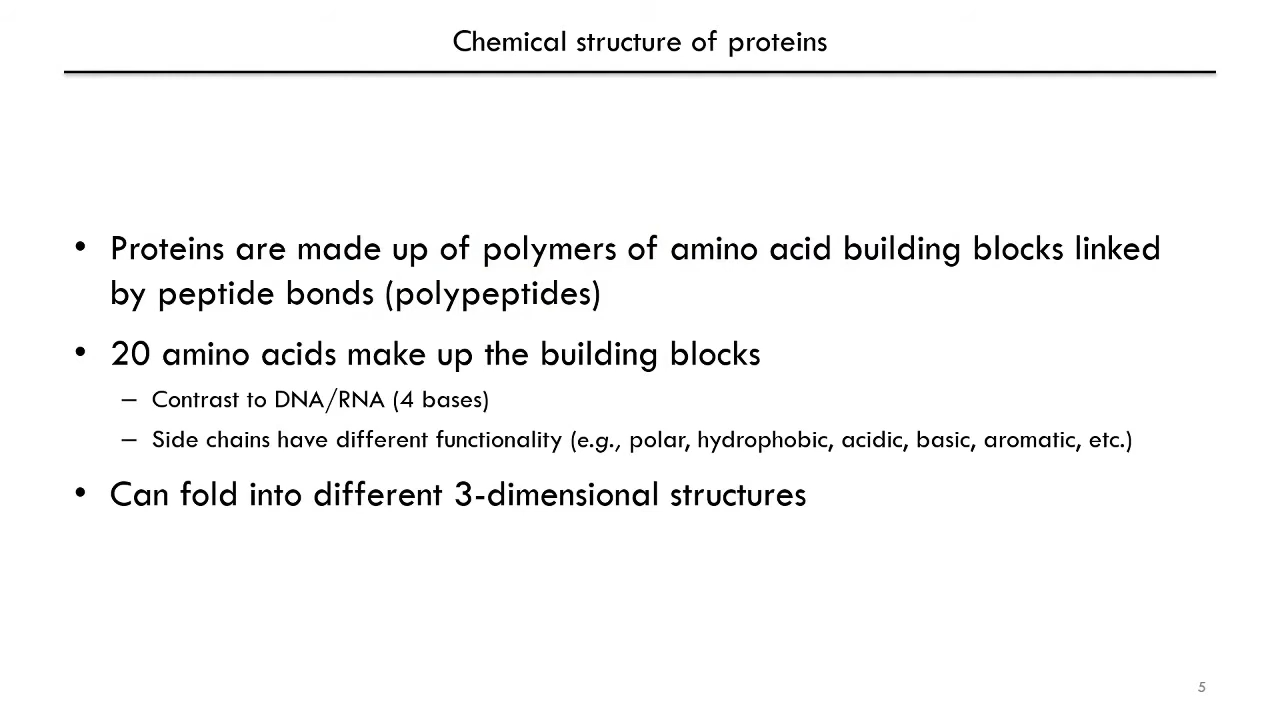 Chemical structure of proteins
• Proteins are made up of polymers of amino acid building blocks linked
by peptide bonds (polypeptides)
• 20 amino acids make up the building blocks
– Contrast to DNA/RNA (4 bases)
– Side chains have different functionality (e.g., polar, hydrophobic, acidic, basic, aromatic, etc.)
• Can fold into different 3-dimensional structures
5